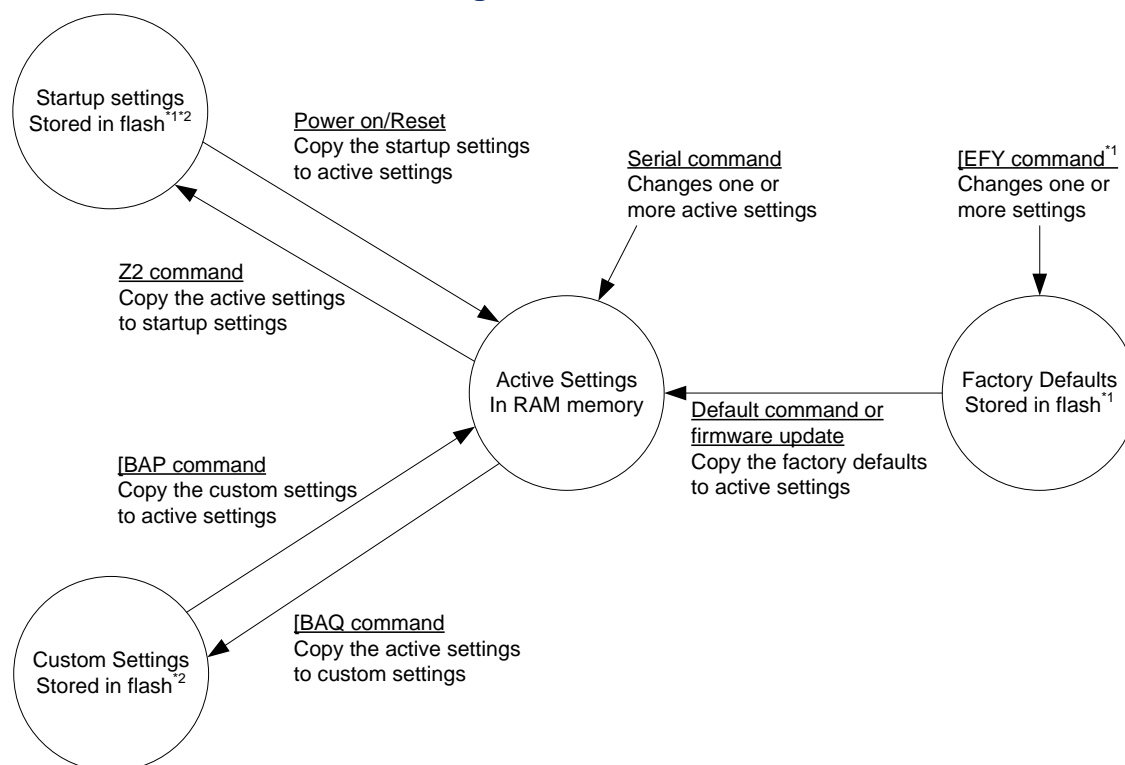 Startup settings
Stored in flash*1*2
Power on/Reset
Copy the startup settings
to active settings
Serial command
Changes one or
more active settings
[EFY command*1
Changes one or
more settings
Z2 command
Copy the active settings
to startup settings
Active Settings
In RAM memory
Factory Defaults
Stored in flash*1
Default command or
firmware update
Copy the factory defaults
to active settings
[BAP command
Copy the custom settings
to active settings
[BAQ command
Copy the active settings
to custom settings
Custom Settings
Stored in flash*2